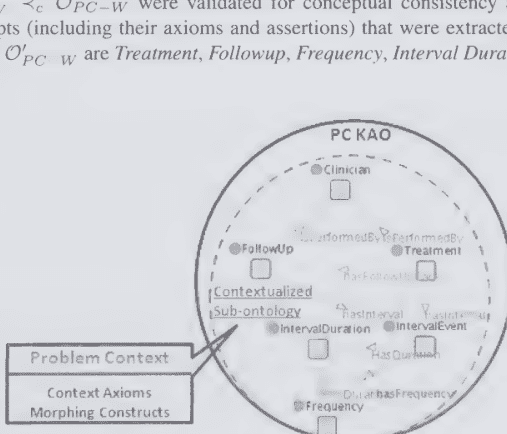 were validated for conceptual consistency
pts (including their axioms and assertions) that were extracte
are Treatment, Followup, Frequency, Interval Dura
PC KAO
Clinician
FollowUp
Treatment
Contextualized
Sub-ontology
hasInterval
IntervalDuration
IntervalEvent
HasDuration
hasFrequency
Frequency
Problem Context
Context Axioms
Morphing Constructs